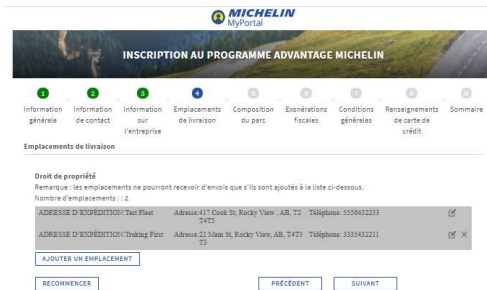 MICHELIN
MyPortal
INSCRIPTION AU PROGRAMME ADVANTAGE MICHELIN
1 2 3 4 5 6 7 8 9
Information générale
Information de contact
Information sur l'entreprise
Emplacements de livraison
Composition du parc
Exonérations fiscales
Conditions générales
Renseignements de carte de crédit
Sommaire
Emplacements de livraison
Droit de propriété
Remarque : les emplacements ne pourront recevoir d'envois que s'ils sont ajoutés à la liste ci-dessous.
Nombre d'emplacements : : 2
ADRESSE D'EXPÉDITION:Test Fleet Adresse:417 Cook St, Rocky View , AB, T2 Téléphone: 5558432233
T4T5
ADRESSE D'EXPÉDITION:Truking First Adresse:22 Main St, Rocky View, AB, T4T3 Téléphone: 3335432211
T3
AJOUTER UN EMPLACEMENT
RECOMMENCER PRÉCÉDENT SUIVANT